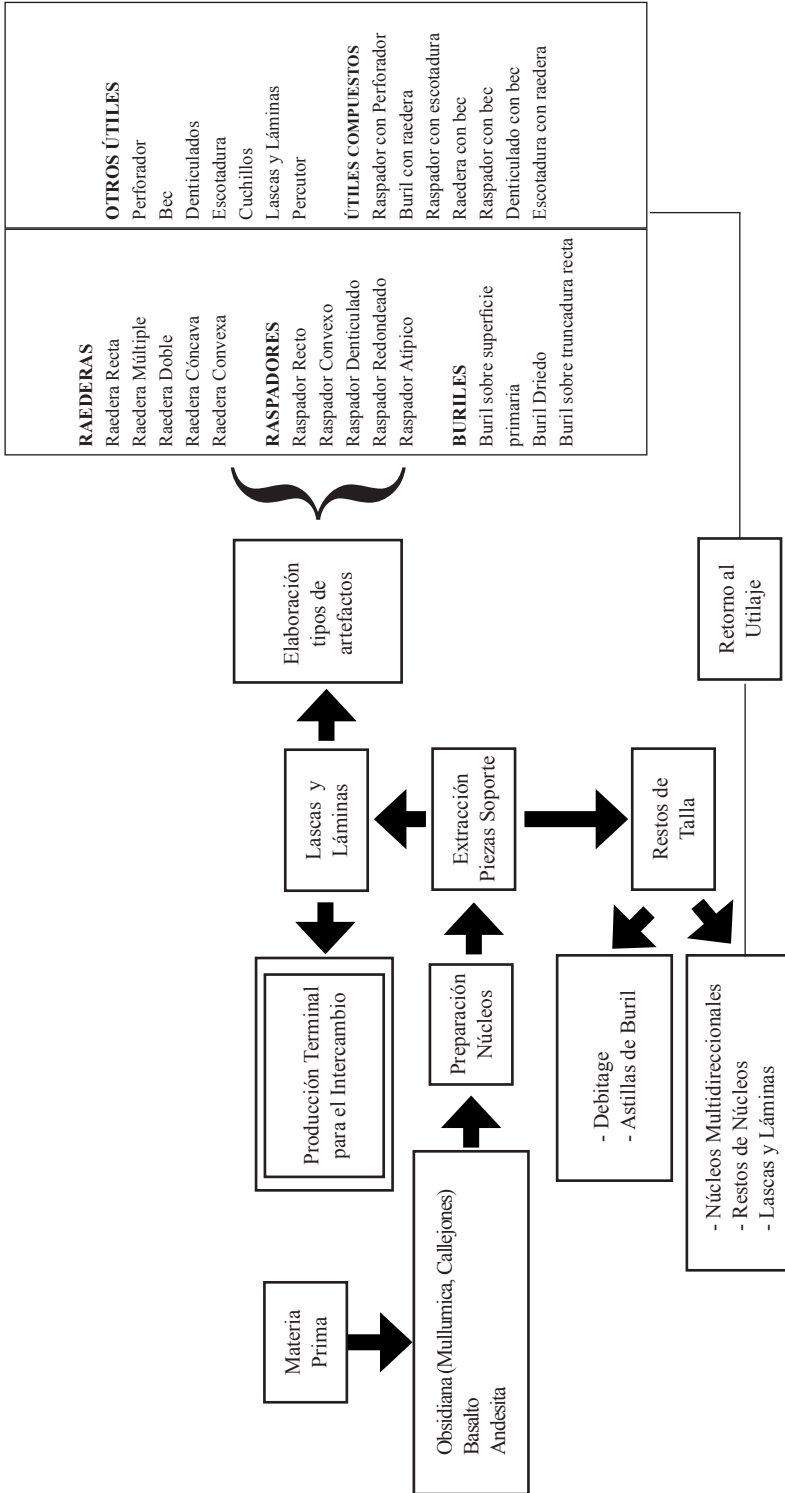 Materia
Prima
Obsidiana (Mullumica, Callejones)
Basalto
Andesita
Preparación
Núcleos
Extracción
Piezas Soporte
Lascas y
Láminas
Producción Terminal
para el Intercambio
Elaboración
tipos de
artefactos
Restos de
Talla
- Debitage
- Astillas de Buril
- Núcleos Multidireccionales
- Restos de Núcleos
- Lascas y Láminas
Retorno al
Utilaje
RAEDERAS
Raedera Recta
Raedera Múltiple
Raedera Doble
Raedera Cóncava
Raedera Convexa
RASPADORES
Raspador Recto
Raspador Convexo
Raspador Denticulado
Raspador Redondeado
Raspador Atípico
BURILES
Buril sobre superficie
primaria
Buril Driedo
Buril sobre truncadura recta
OTROS ÚTILES
Perforador
Bec
Denticulados
Escotadura
Cuchillos
Lascas y Láminas
Percutor
ÚTILES COMPUESTOS
Raspador con Perforador
Buril con raedera
Raspador con escotadura
Raedera con bec
Raspador con bec
Denticulado con bec
Escotadura con raedera